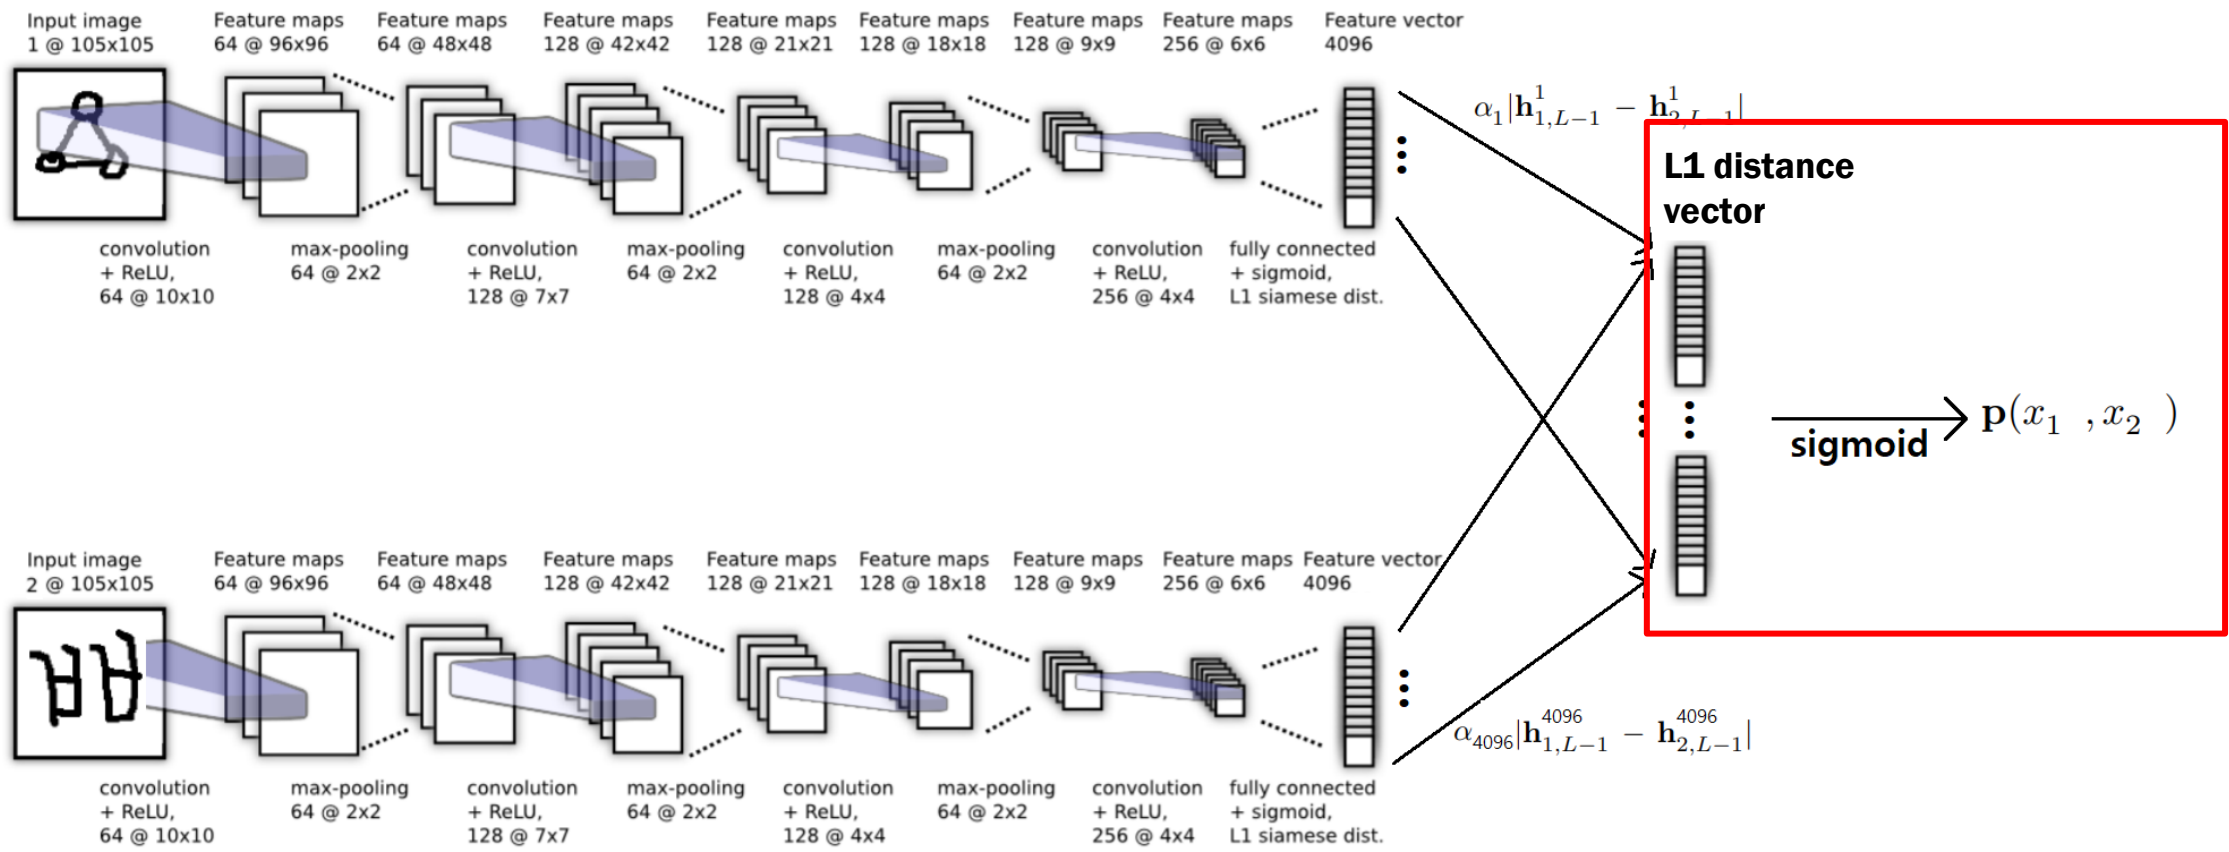 Input image
1 @ 105x105
Feature maps
64 @ 96x96
Feature maps
64 @ 48x48
Feature maps
128 @ 42x42
Feature maps
128 @ 21x21
Feature maps
128 @ 18x18
Feature maps
128 @ 9x9
Feature maps
256 @ 6x6
Feature vector
4096
convolution
+ ReLU,
64 @ 10x10
max-pooling
64 @ 2x2
convolution
+ ReLU,
128 @ 7x7
max-pooling
64 @ 2x2
convolution
+ ReLU,
128 @ 4x4
max-pooling
64 @ 2x2
convolution
+ ReLU,
256 @ 4x4
fully connected
+ sigmoid,
L1 siamese dist.
α₁|h¹₁,L−1 − h¹₂,L−1|
L1 distance
vector
sigmoid
p(x₁ , x₂ )
Input image
2 @ 105x105
Feature maps
64 @ 96x96
Feature maps
64 @ 48x48
Feature maps
128 @ 42x42
Feature maps
128 @ 21x21
Feature maps
128 @ 18x18
Feature maps
128 @ 9x9
Feature maps
256 @ 6x6
Feature vector
4096
convolution
+ ReLU,
64 @ 10x10
max-pooling
64 @ 2x2
convolution
+ ReLU,
128 @ 7x7
max-pooling
64 @ 2x2
convolution
+ ReLU,
128 @ 4x4
max-pooling
64 @ 2x2
convolution
+ ReLU,
256 @ 4x4
fully connected
+ sigmoid,
L1 siamese dist.
α₄₀₉₆|h⁴⁰⁹⁶₁,L−1 − h⁴⁰⁹⁶₂,L−1|